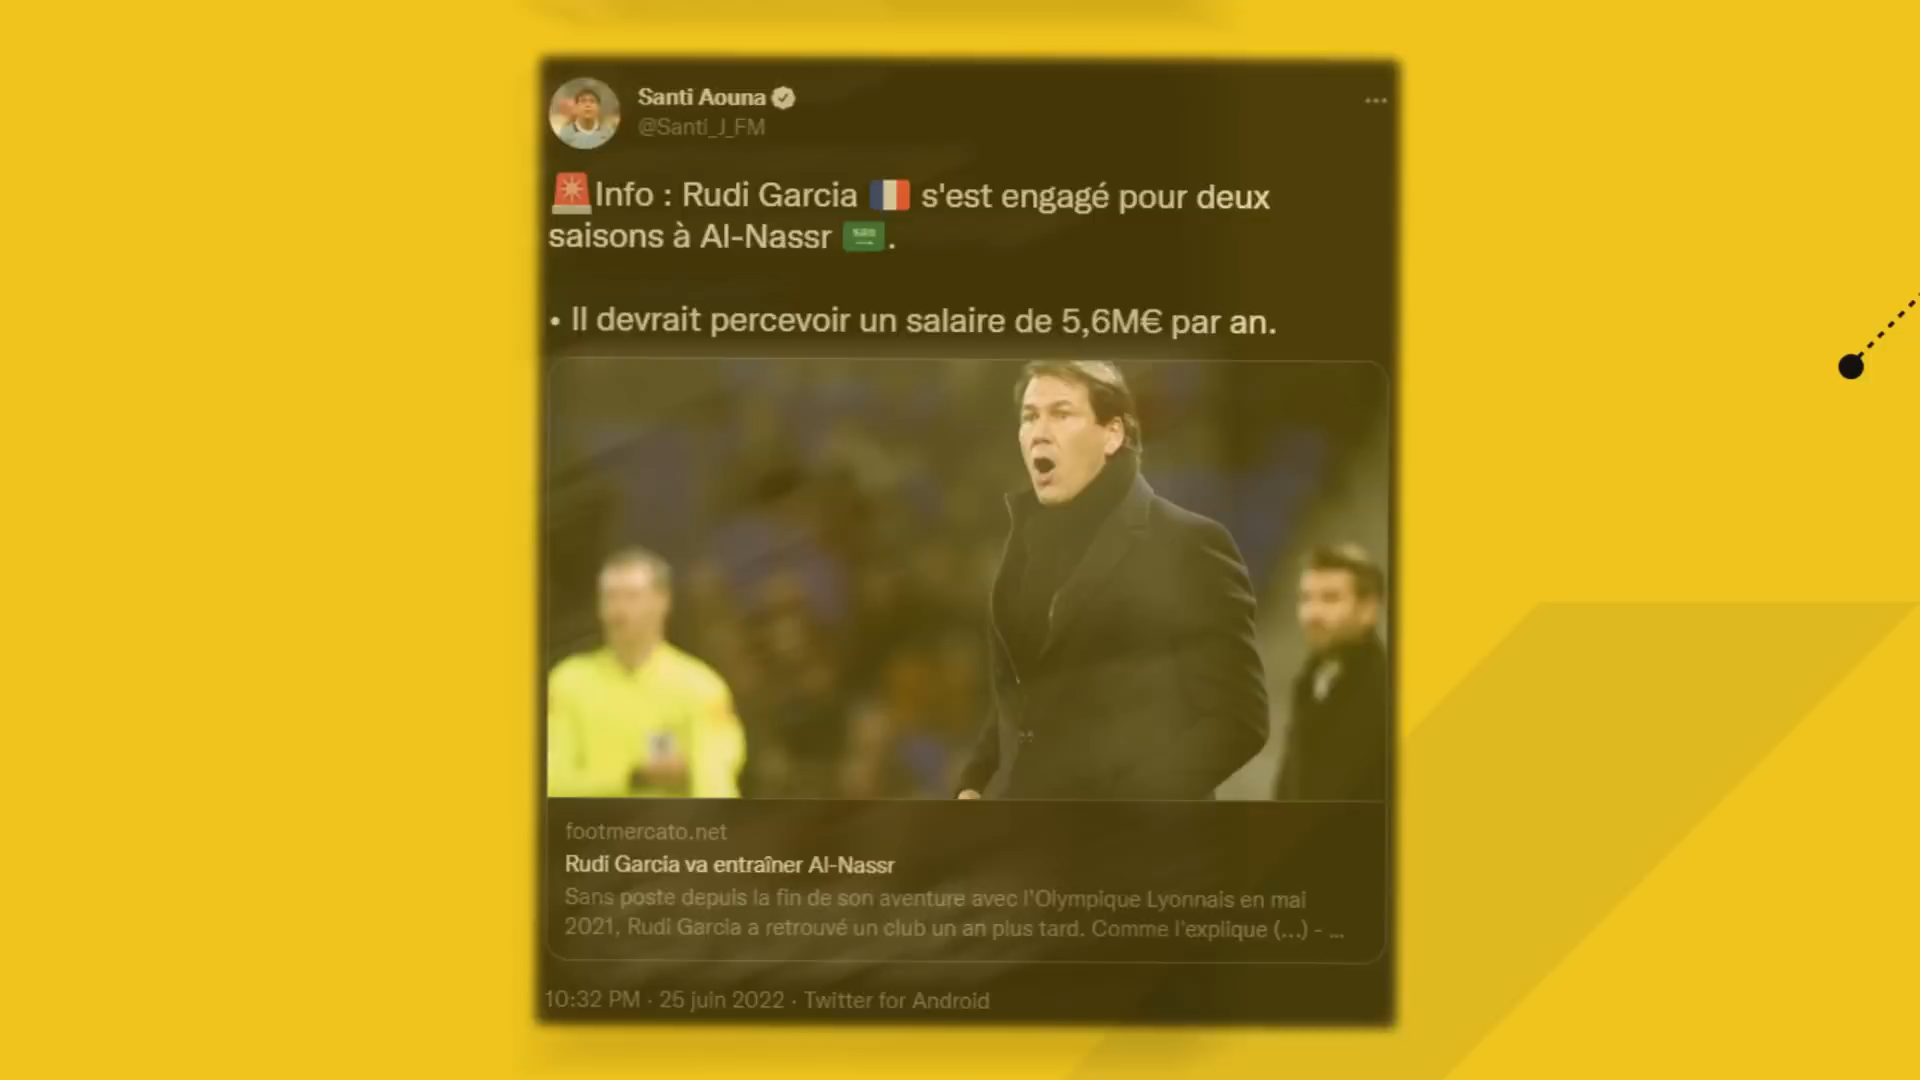 Santi Aouna
@Santi_J_FM
Info : Rudi Garcia s'est engagé pour deux
saisons à Al-Nassr .
• Il devrait percevoir un salaire de 5,6M€ par an.
footmercato.net
Rudi Garcia va entraîner Al-Nassr
Sans poste depuis la fin de son aventure avec l'Olympique Lyonnais en mai
2021, Rudi Garcia a retrouvé un club un an plus tard. Comme l'explique (...) - ...
10:32 PM · 25 juin 2022 · Twitter for Android